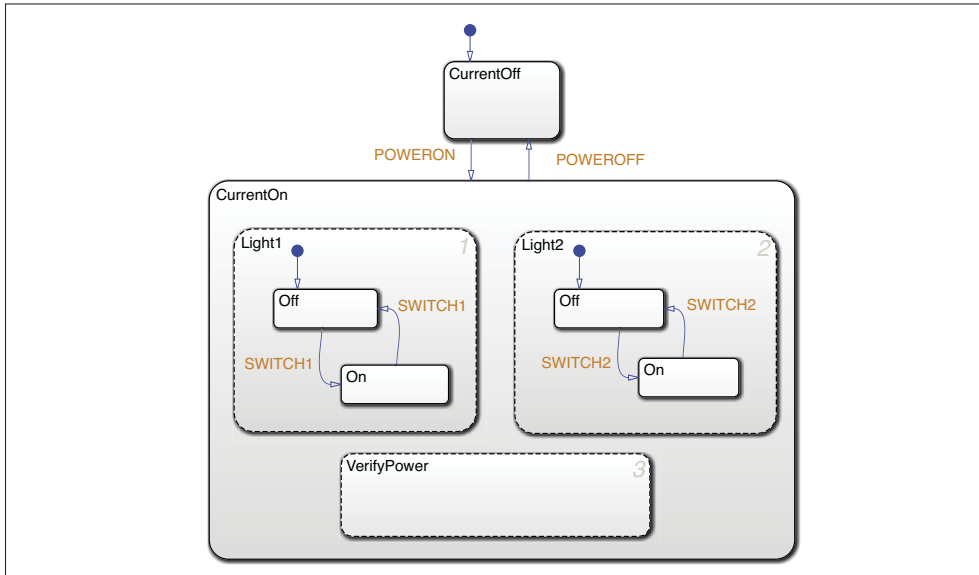 CurrentOff
POWERON
POWEROFF
CurrentOn
Light1
1
Off
SWITCH1
SWITCH1
On
Light2
2
Off
SWITCH2
SWITCH2
On
VerifyPower
3